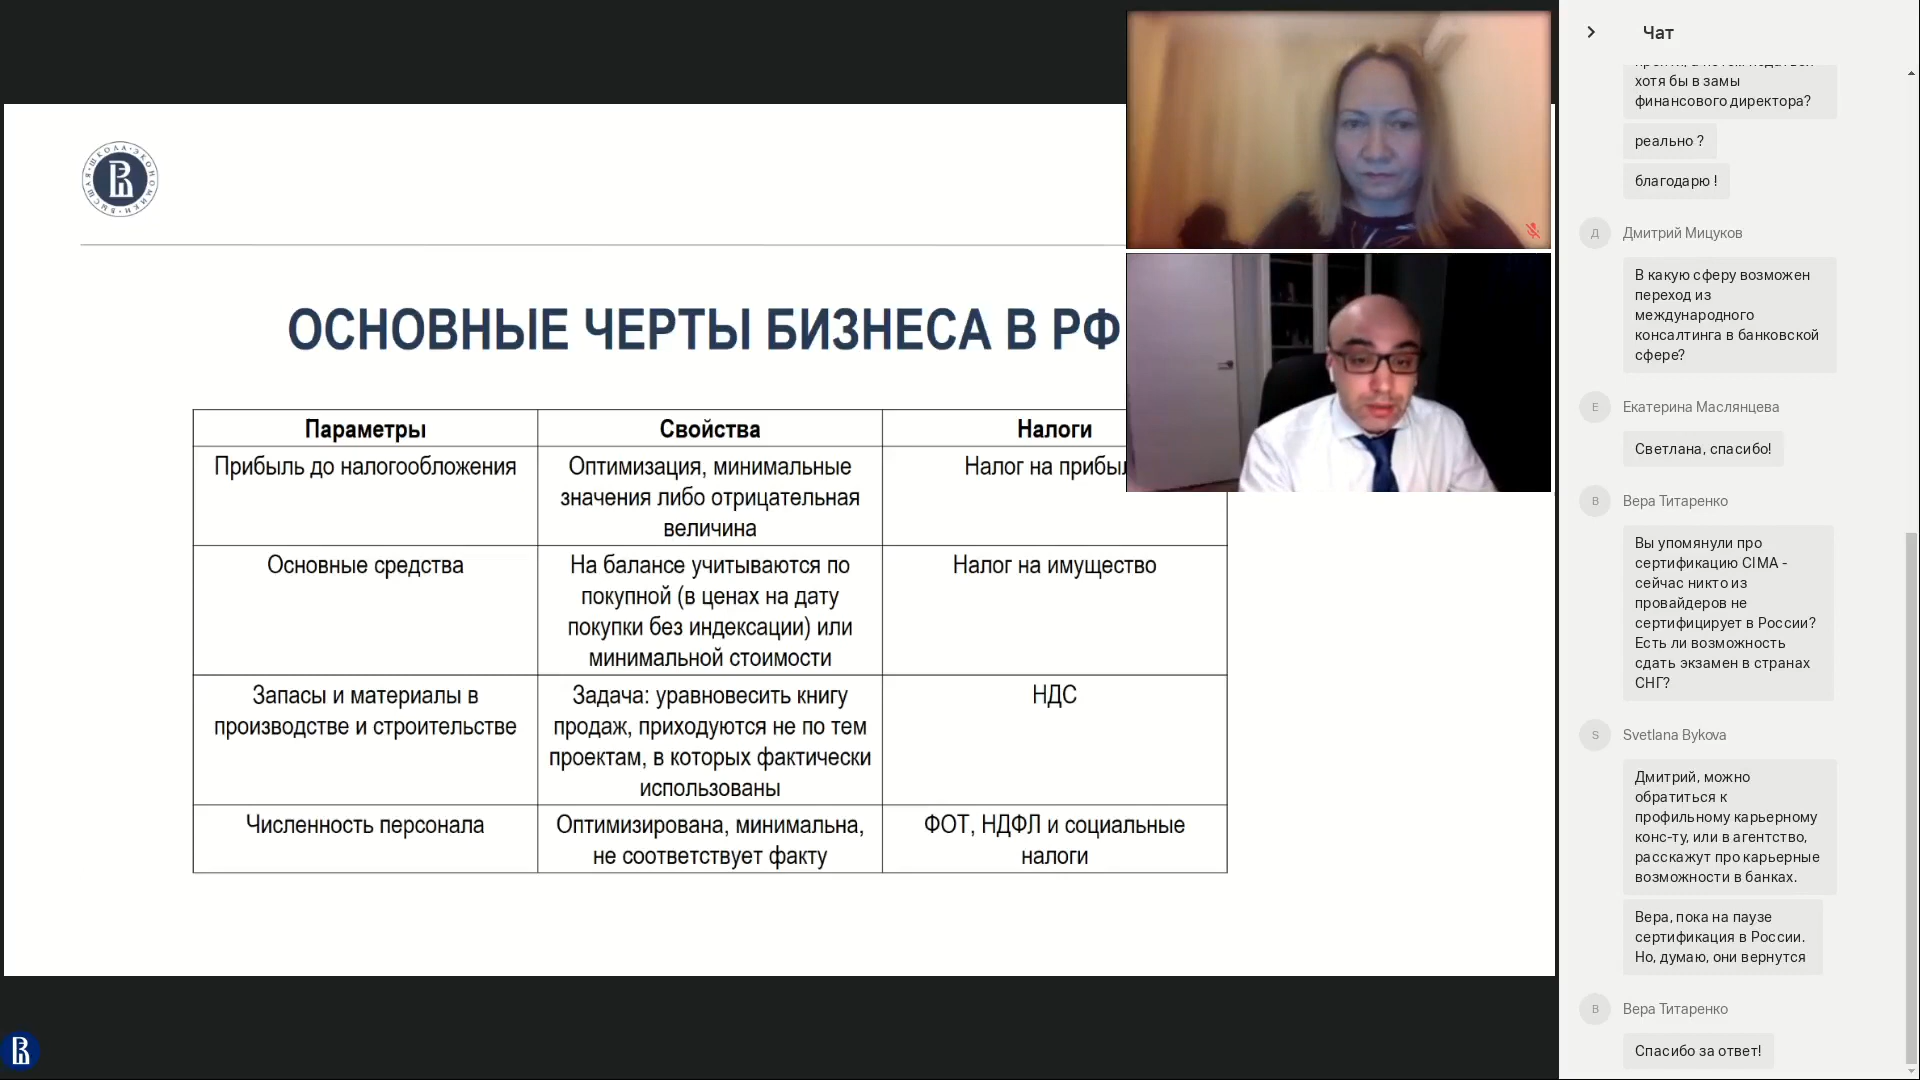 ВЫСШАЯ ШКОЛА ЭКОНОМИКИ
ОСНОВНЫЕ ЧЕРТЫ БИЗНЕСА В РФ
Параметры
Свойства
Налоги
Прибыль до налогообложения
Оптимизация, минимальные
значения либо отрицательная
величина
Налог на
Основные средства
На балансе учитываются по
покупной (в ценах на дату
покупки без индексации) или
минимальной стоимости
Налог на имущество
Запасы и материалы в
производстве и строительстве
Задача: уравновесить книгу
продаж, приходуются не по тем
проектам, в которых фактически
использованы
НДС
Численность персонала
Оптимизирована, минимальна,
не соответствует факту
ФОТ, НДФЛ и социальные
налоги
Чат
хотя бы в замы
финансового директора?
реально ?
благодарю !
Д
Дмитрий Мицуков
В какую сферу возможен
переход из
международного
консалтинга в банковской
сфере?
Е
Екатерина Маслянцева
Светлана, спасибо!
В
Вера Титаренко
Вы упомянули про
сертификацию CIMA -
сейчас никто из
провайдеров не
сертифицирует в России?
Есть ли возможность
сдать экзамен в странах
СНГ?
S
Svetlana Bykova
Дмитрий, можно
обратиться к
профильному карьерному
конс-ту, или в агентство,
расскажут про карьерные
возможности в банках.
Вера, пока на паузе
сертификация в России.
Но, думаю, они вернутся
В
Вера Титаренко
Спасибо за ответ!